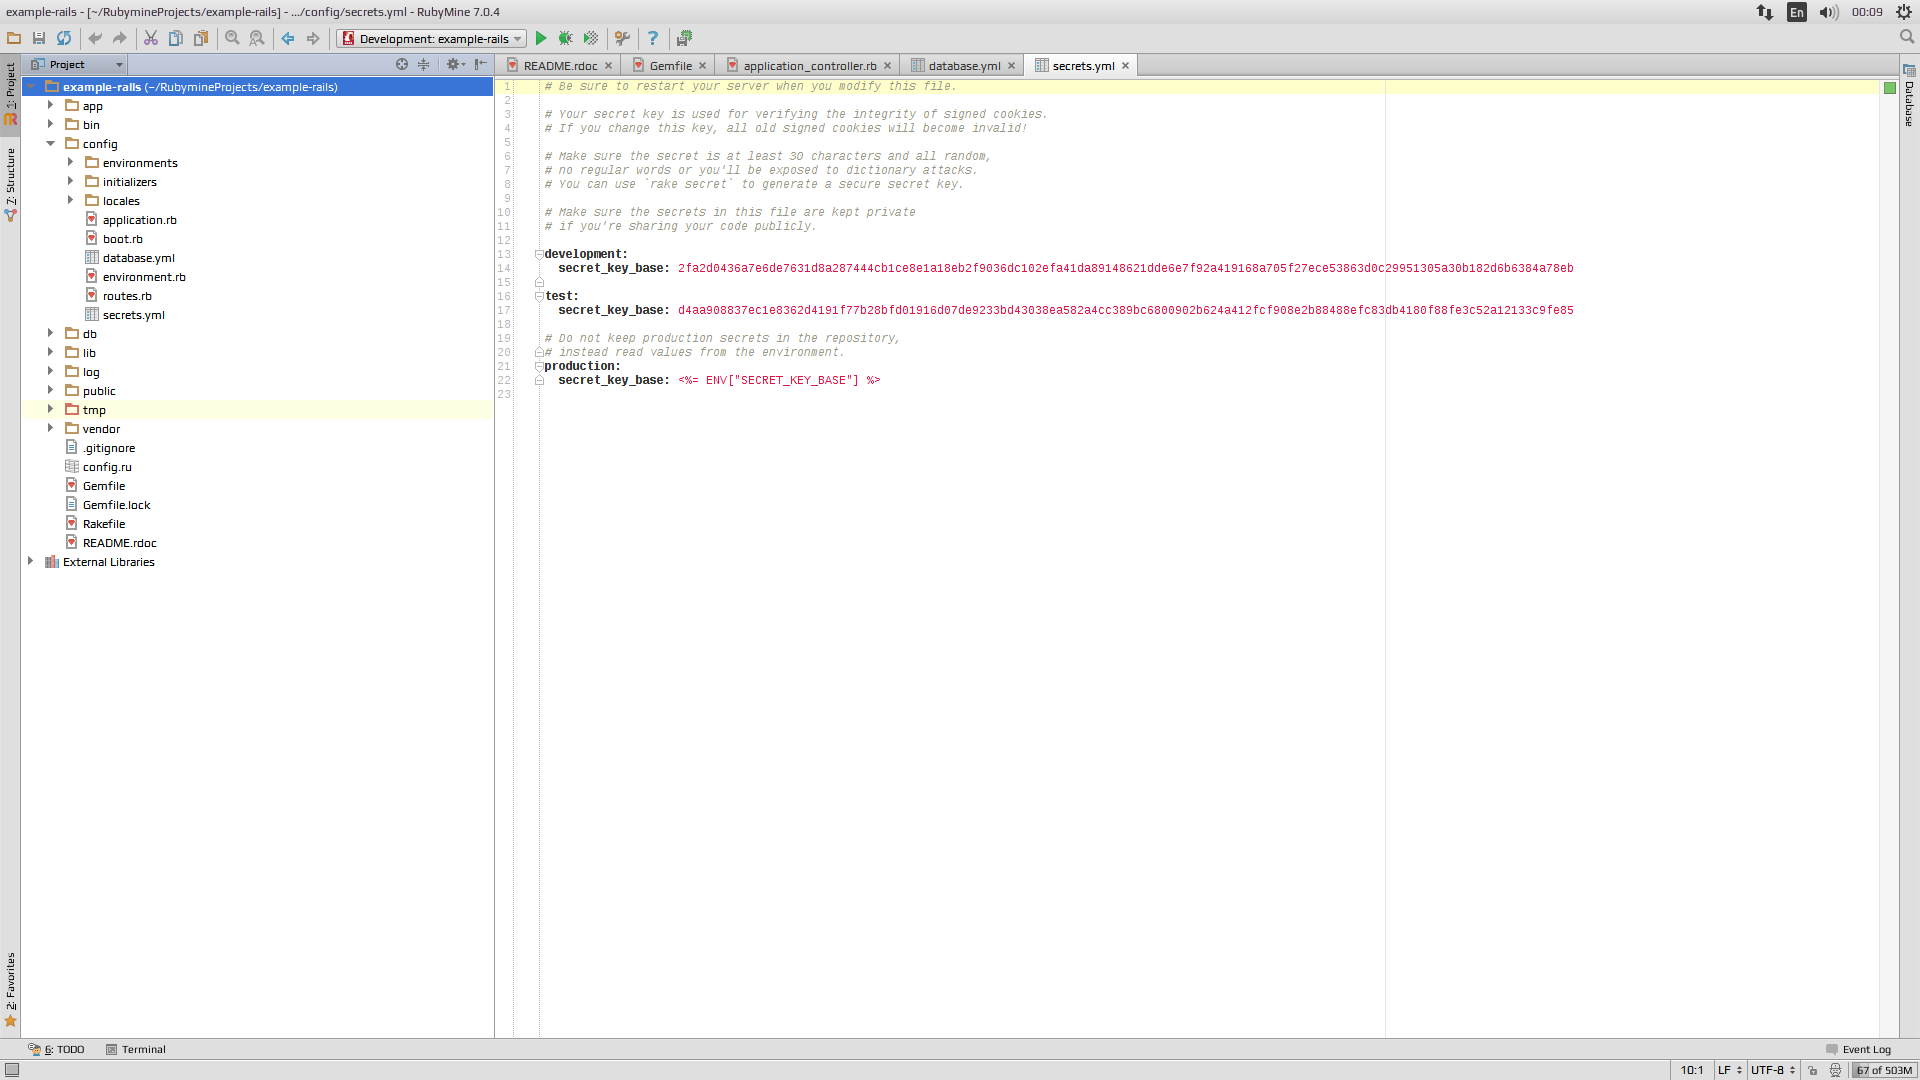 example-rails - [~/RubymineProjects/example-rails] - .../config/secrets.yml - RubyMine 7.0.4
En
00:09
Development: example-rails
Project
README.rdoc
Gemfile
application_controller.rb
database.yml
secrets.yml
1: Project
7: Structure
2: Favorites
Database
example-rails (~/RubymineProjects/example-rails)
app
bin
config
environments
initializers
locales
application.rb
boot.rb
database.yml
environment.rb
routes.rb
secrets.yml
db
lib
log
public
tmp
vendor
.gitignore
config.ru
Gemfile
Gemfile.lock
Rakefile
README.rdoc
External Libraries
1 # Be sure to restart your server when you modify this file.
2
3 # Your secret key is used for verifying the integrity of signed cookies.
4 # If you change this key, all old signed cookies will become invalid!
5
6 # Make sure the secret is at least 30 characters and all random,
7 # no regular words or you'll be exposed to dictionary attacks.
8 # You can use `rake secret` to generate a secure secret key.
9
10 # Make sure the secrets in this file are kept private
11 # if you're sharing your code publicly.
12
13 development:
14 secret_key_base: 2fa2d0436a7e6de7631d8a287444cb1ce8e1a18eb2f9036dc102efa41da89148621dde6e7f92a419168a705f27ece53863d0c29951305a30b182d6b6384a78eb
15
16 test:
17 secret_key_base: d4aa908837ec1e8362d4191f77b28bfd01916d07de9233bd43038ea582a4cc389bc6800902b624a412fcf908e2b88488efc83db4180f88fe3c52a12133c9fe85
18
19 # Do not keep production secrets in the repository,
20 # instead read values from the environment.
21 production:
22 secret_key_base: <%= ENV["SECRET_KEY_BASE"] %>
23
6: TODO
Terminal
Event Log
10:1
LF
UTF-8
67 of 503M